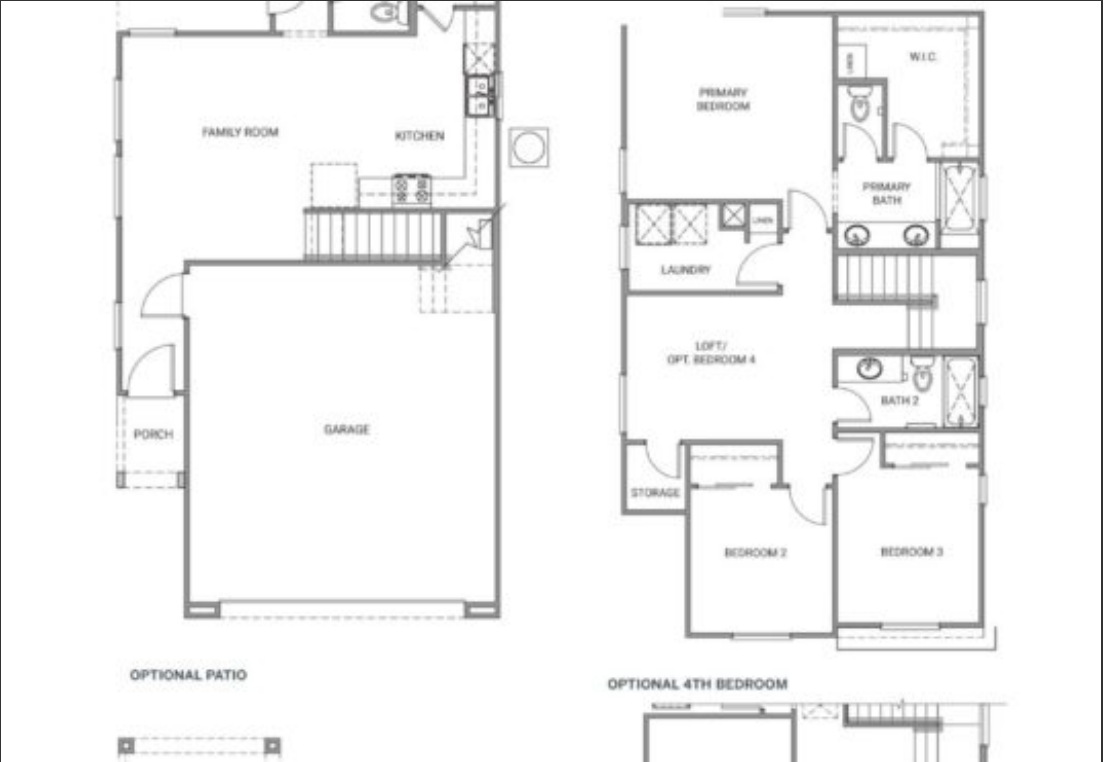 FAMILY ROOM
KITCHEN
PORCH
GARAGE
OPTIONAL PATIO
PRIMARY
BEDROOM
LINEN
W.I.C.
PRIMARY
BATH
LINEN
LAUNDRY
LOFT/
OPT. BEDROOM 4
BATH 2
STORAGE
BEDROOM 2
BEDROOM 3
OPTIONAL 4TH BEDROOM